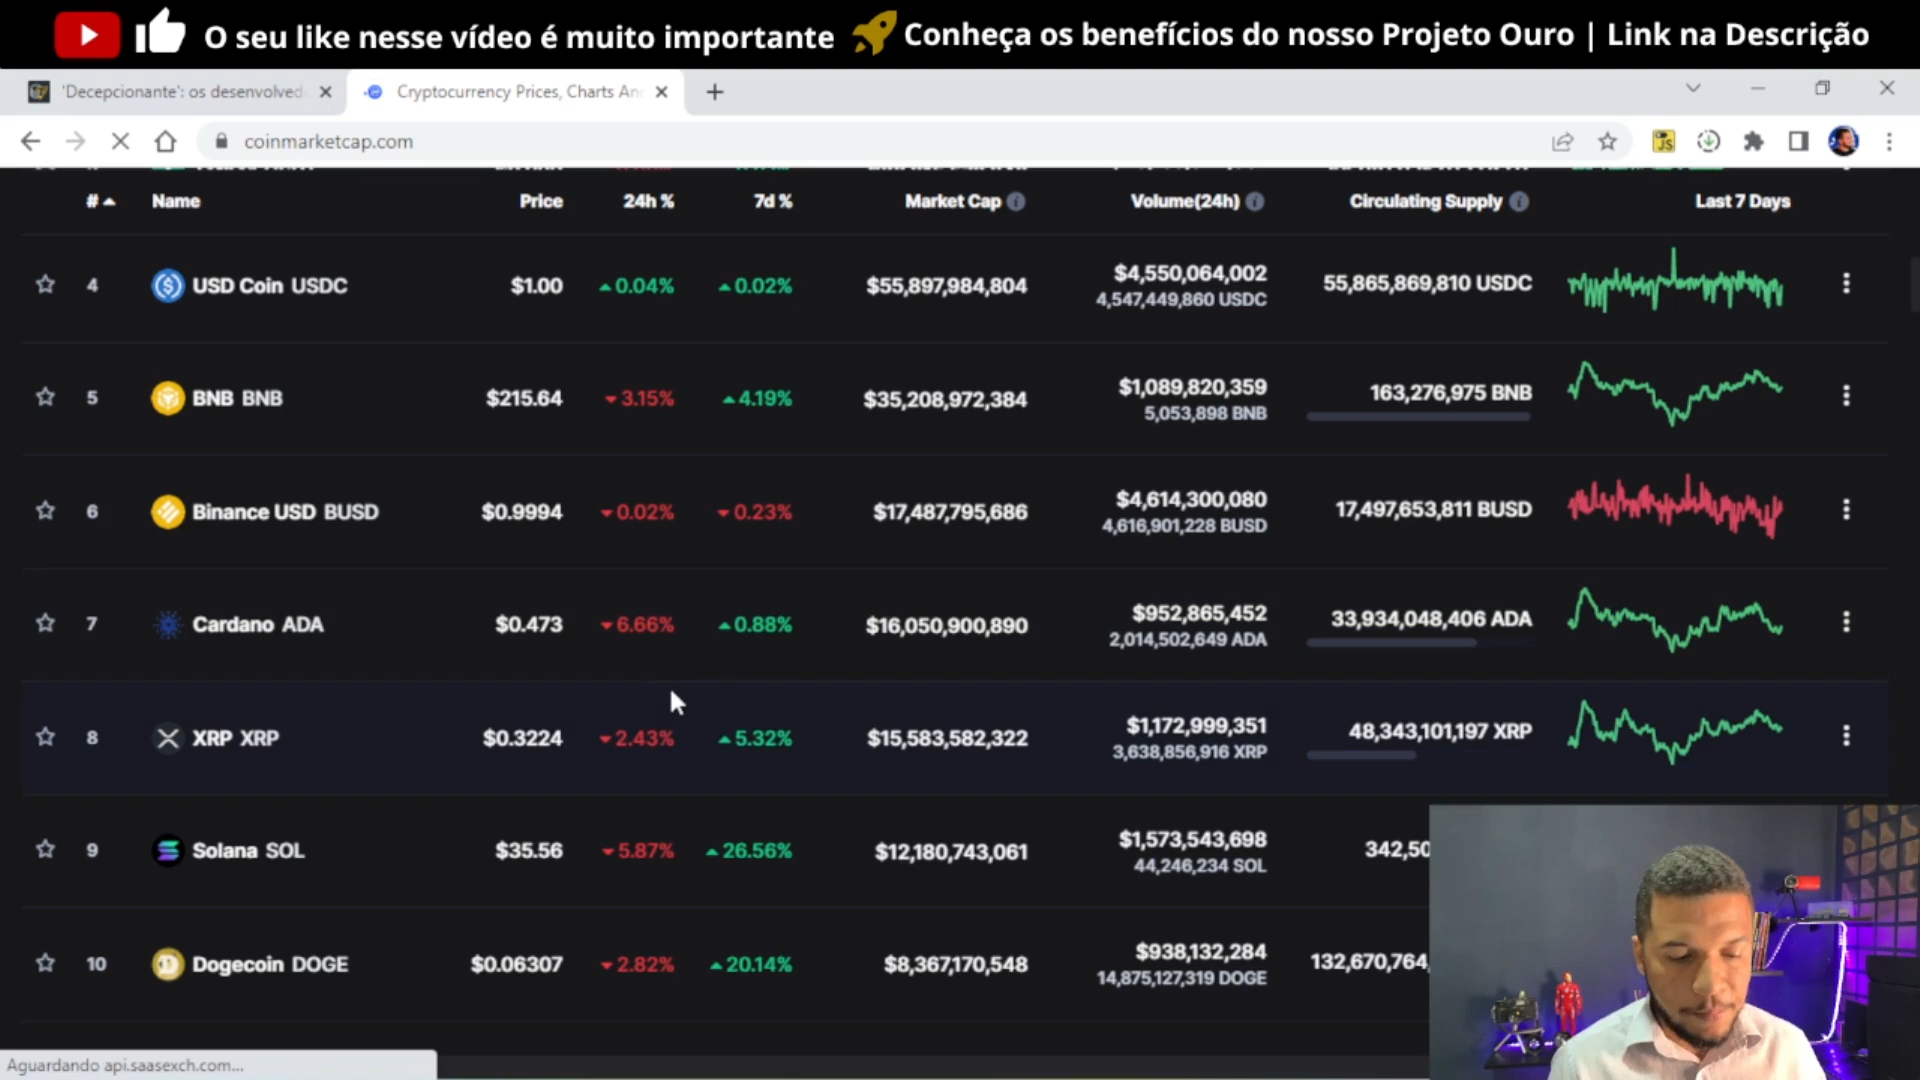 O seu like nesse vídeo é muito importante Conheça os benefícios do nosso Projeto Ouro | Link na Descrição
'Decepcionante': os desenvolved Cryptocurrency Prices, Charts An
coinmarketcap.com
# Name Price 24h % 7d % Market Cap Volume(24h) Circulating Supply Last 7 Days
4 USD Coin USDC $1.00 0.04% 0.02% $55,897,984,804 $4,550,064,002 55,865,869,810 USDC
4,547,449,860 USDC
5 BNB BNB $215.64 3.15% 4.19% $35,208,972,384 $1,089,820,359 163,276,975 BNB
5,053,898 BNB
6 Binance USD BUSD $0.9994 0.02% 0.23% $17,487,795,686 $4,614,300,080 17,497,653,811 BUSD
4,616,901,228 BUSD
7 Cardano ADA $0.473 6.66% 0.88% $16,050,900,890 $952,865,452 33,934,048,406 ADA
2,014,502,649 ADA
8 XRP XRP $0.3224 2.43% 5.32% $15,583,582,322 $1,172,999,351 48,343,101,197 XRP
3,638,856,916 XRP
9 Solana SOL $35.56 5.87% 26.56% $12,180,743,061 $1,573,543,698 342,50
44,246,234 SOL
10 Dogecoin DOGE $0.06307 2.82% 20.14% $8,367,170,548 $938,132,284 132,670,764,
14,875,127,319 DOGE
Aguardando api.saasexch.com...